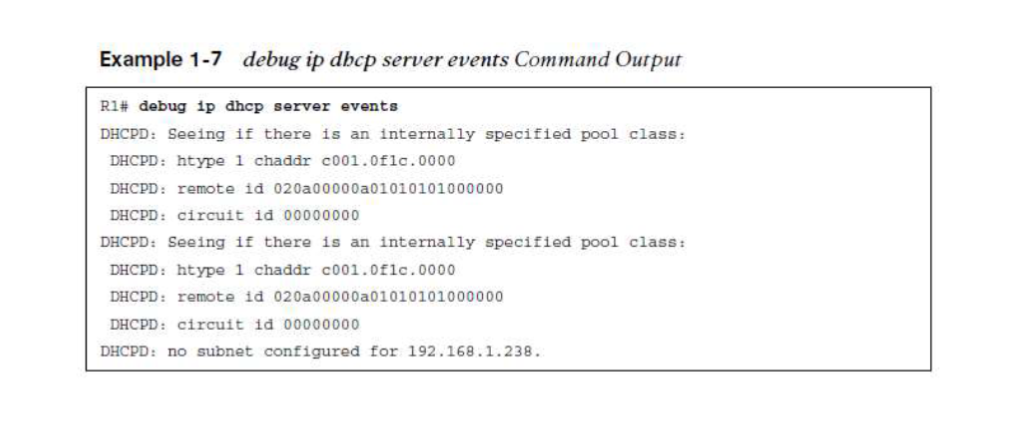 Example 1-7 debug ip dhcp server events Command Output
R1# debug ip dhcp server events
DHCPD: Seeing if there is an internally specified pool class:
DHCPD: htype 1 chaddr c001.0f1c.0000
DHCPD: remote id 020a00000a01010101000000
DHCPD: circuit id 00000000
DHCPD: Seeing if there is an internally specified pool class:
DHCPD: htype 1 chaddr c001.0f1c.0000
DHCPD: remote id 020a00000a01010101000000
DHCPD: circuit id 00000000
DHCPD: no subnet configured for 192.168.1.238.